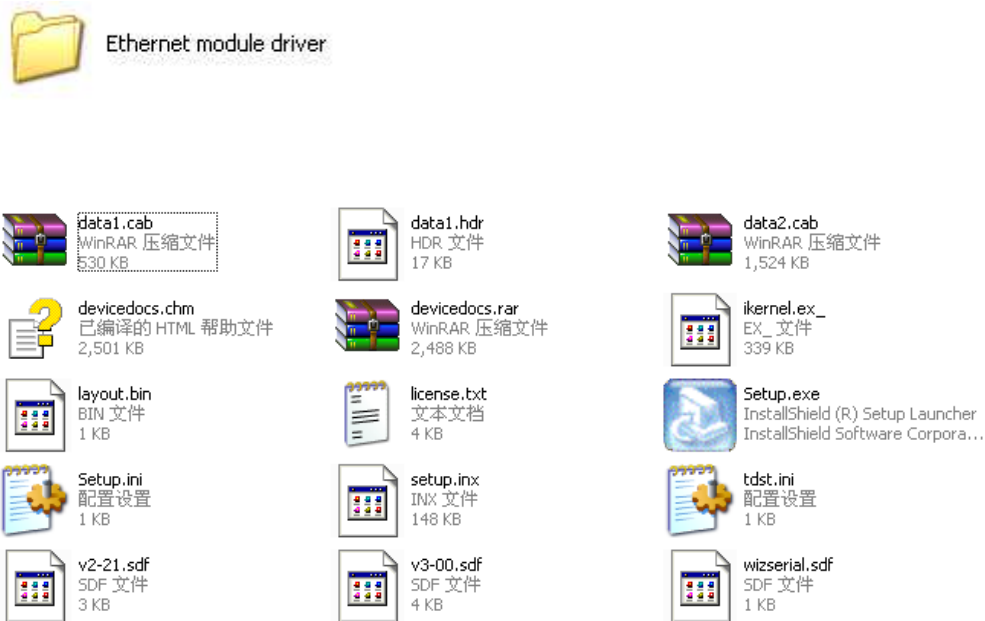 Ethernet module driver
data1.cab
WinRAR 压缩文件
530 KB
data1.hdr
HDR 文件
17 KB
data2.cab
WinRAR 压缩文件
1,524 KB
devicedocs.chm
已编译的 HTML 帮助文件
2,501 KB
devicedocs.rar
WinRAR 压缩文件
2,488 KB
ikernel.ex_
EX_ 文件
339 KB
layout.bin
BIN 文件
1 KB
license.txt
文本文档
4 KB
Setup.exe
InstallShield (R) Setup Launcher
InstallShield Software Corpora...
Setup.ini
配置设置
1 KB
setup.inx
INX 文件
148 KB
tdst.ini
配置设置
1 KB
v2-21.sdf
SDF 文件
3 KB
v3-00.sdf
SDF 文件
4 KB
wizserial.sdf
SDF 文件
1 KB